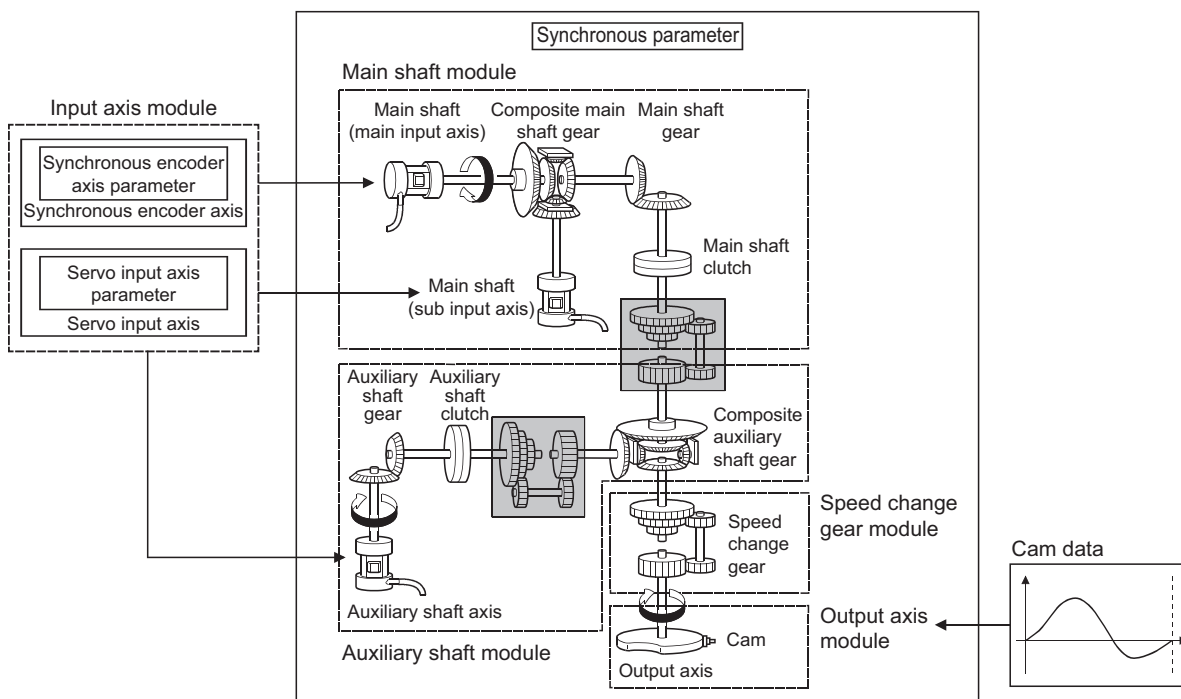 Synchronous parameter
Main shaft module
Input axis module
Main shaft
(main input axis)
Composite main
shaft gear
Main shaft
gear
Synchronous encoder
axis parameter
Synchronous encoder axis
Main shaft
clutch
Servo input axis
parameter
Servo input axis
Main shaft
(sub input axis)
Auxiliary
shaft
gear
Auxiliary
shaft
clutch
Composite
auxiliary
shaft gear
Speed change
gear module
Speed
change
gear
Cam data
Auxiliary shaft axis
Auxiliary shaft module
Cam
Output axis
Output axis
module